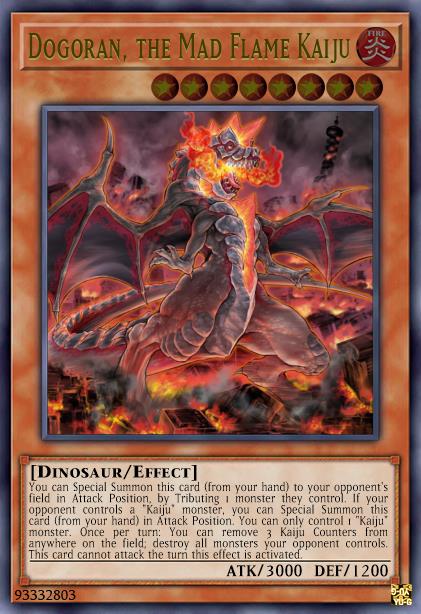 DOGORAN, THE MAD FLAME KAIJU
FIRE
炎
[DINOSAUR/EFFECT]
You can Special Summon this card (from your hand) to your opponent's
field in Attack Position, by Tributing 1 monster they control. If your
opponent controls a "Kaiju" monster, you can Special Summon this
card (from your hand) in Attack Position. You can only control 1 "Kaiju"
monster. Once per turn: You can remove 3 Kaiju Counters from
anywhere on the field; destroy all monsters your opponent controls.
This card cannot attack the turn this effect is activated.
ATK/3000 DEF/1200
93332803